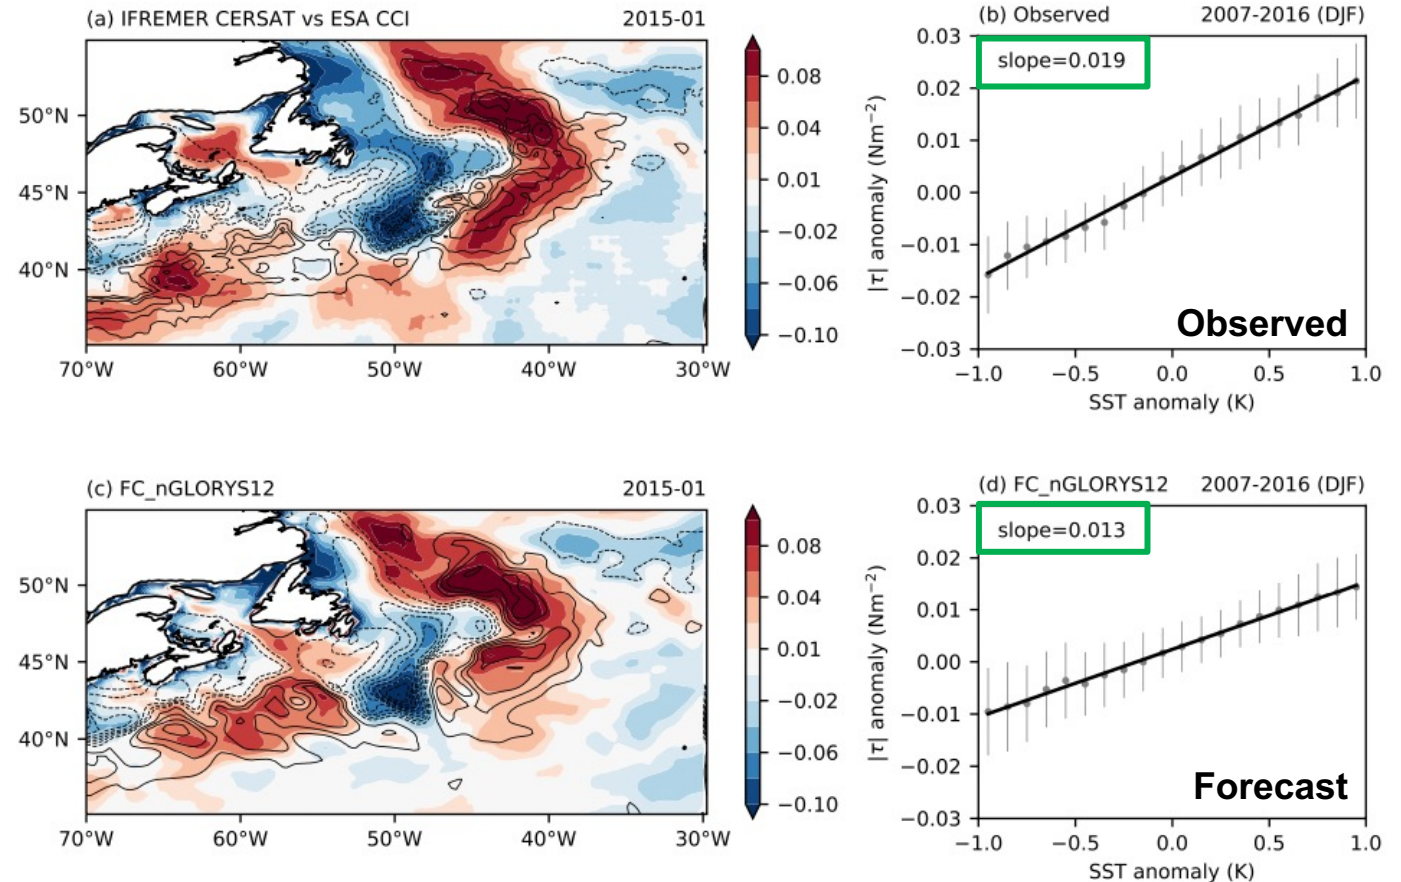 (a) IFREMER CERSAT vs ESA CCI 2015-01
50°N
45°N
40°N
70°W 60°W 50°W 40°W 30°W
0.08
0.04
0.01
−0.02
−0.06
−0.10
(b) Observed 2007-2016 (DJF)
slope=0.019
|τ| anomaly (Nm⁻²)
0.03
0.02
0.01
0.00
−0.01
−0.02
−0.03
Observed
−1.0 −0.5 0.0 0.5 1.0
SST anomaly (K)
(c) FC_nGLORYS12 2015-01
50°N
45°N
40°N
70°W 60°W 50°W 40°W 30°W
0.08
0.04
0.01
−0.02
−0.06
−0.10
(d) FC_nGLORYS12 2007-2016 (DJF)
slope=0.013
|τ| anomaly (Nm⁻²)
0.03
0.02
0.01
0.00
−0.01
−0.02
−0.03
Forecast
−1.0 −0.5 0.0 0.5 1.0
SST anomaly (K)